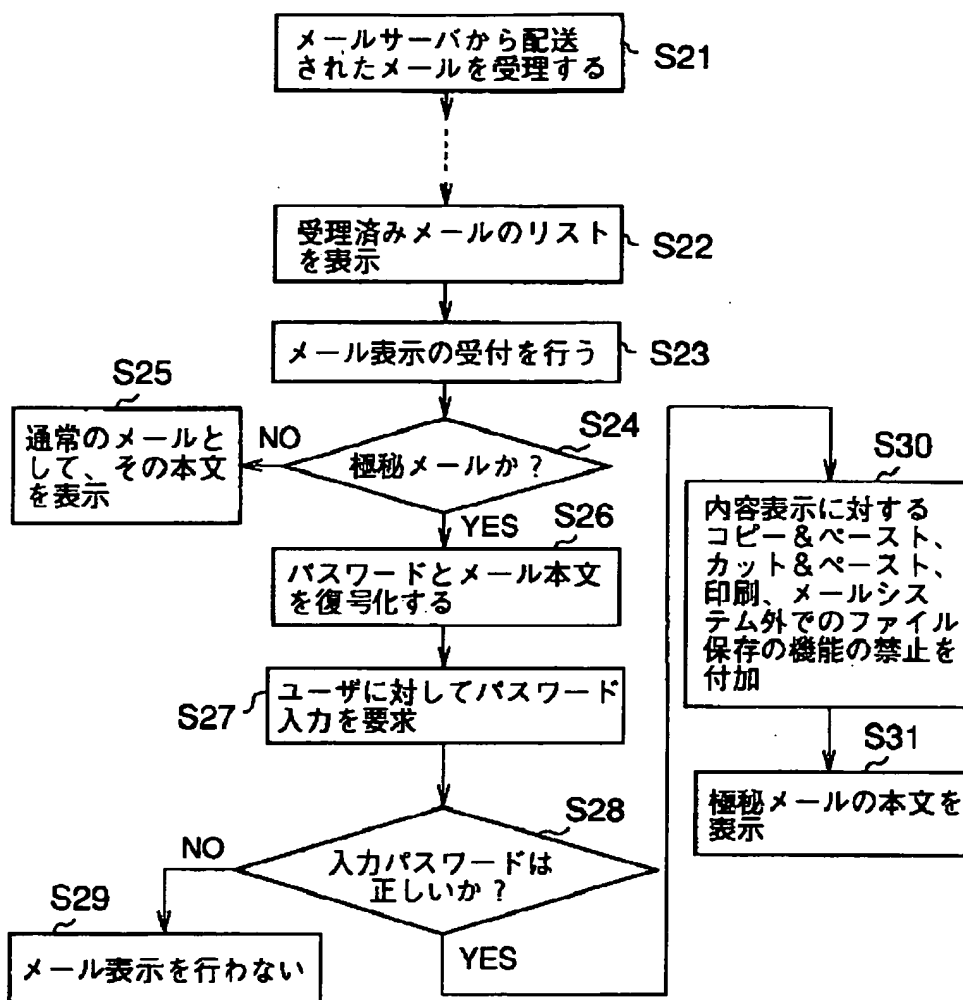 メールサーバから配送
されたメールを受理する
S21
受理済みメールのリスト
を表示
S22
メール表示の受付を行う
S23
極秘メールか？
S24
NO
S25
通常のメールと
して、その本文
を表示
YES
S26
パスワードとメール本文
を復号化する
S27
ユーザに対してパスワード
入力を要求
S28
入力パスワードは
正しいか？
NO
S29
メール表示を行わない
YES
S30
内容表示に対する
コピー＆ペースト、
カット＆ペースト、
印刷、メールシス
テム外でのファイル
保存の機能の禁止を
付加
S31
極秘メールの本文を
表示